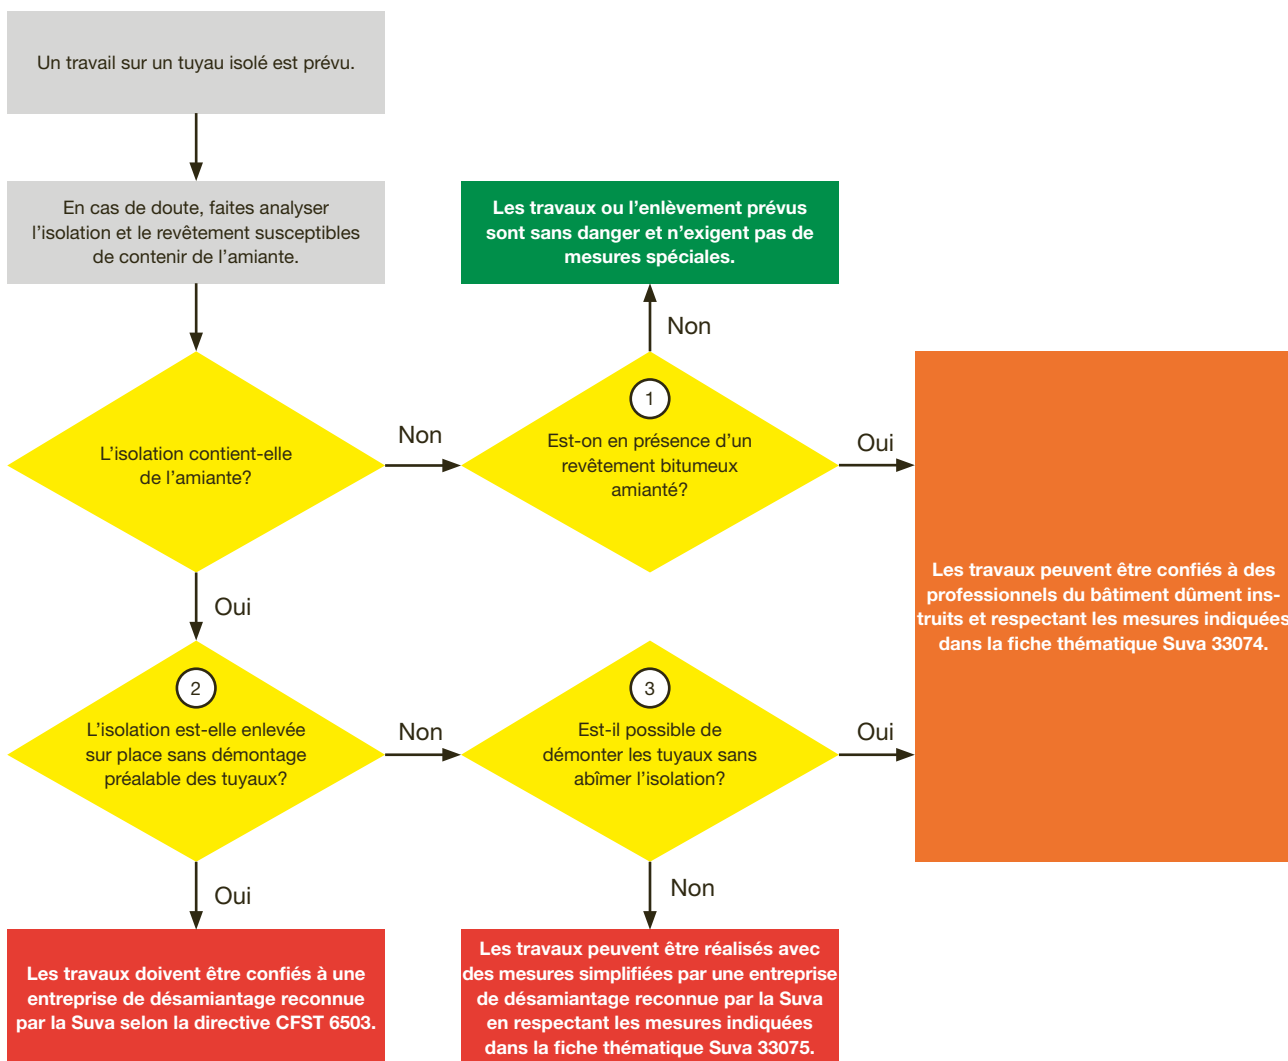 Un travail sur un tuyau isolé est prévu.
En cas de doute, faites analyser
l’isolation et le revêtement susceptibles
de contenir de l’amiante.
Les travaux ou l’enlèvement prévus
sont sans danger et n’exigent pas de
mesures spéciales.
Non
L’isolation contient-elle
de l’amiante?
Non
1
Est-on en présence d’un
revêtement bitumeux
amianté?
Oui
Les travaux peuvent être confiés à des
professionnels du bâtiment dûment ins-
truits et respectant les mesures indiquées
dans la fiche thématique Suva 33074.
Oui
2
L’isolation est-elle enlevée
sur place sans démontage
préalable des tuyaux?
Non
3
Est-il possible de
démonter les tuyaux sans
abîmer l’isolation?
Oui
Oui
Non
Les travaux doivent être confiés à une
entreprise de désamiantage reconnue
par la Suva selon la directive CFST 6503.
Les travaux peuvent être réalisés avec
des mesures simplifiées par une entreprise
de désamiantage reconnue par la Suva
en respectant les mesures indiquées
dans la fiche thématique Suva 33075.